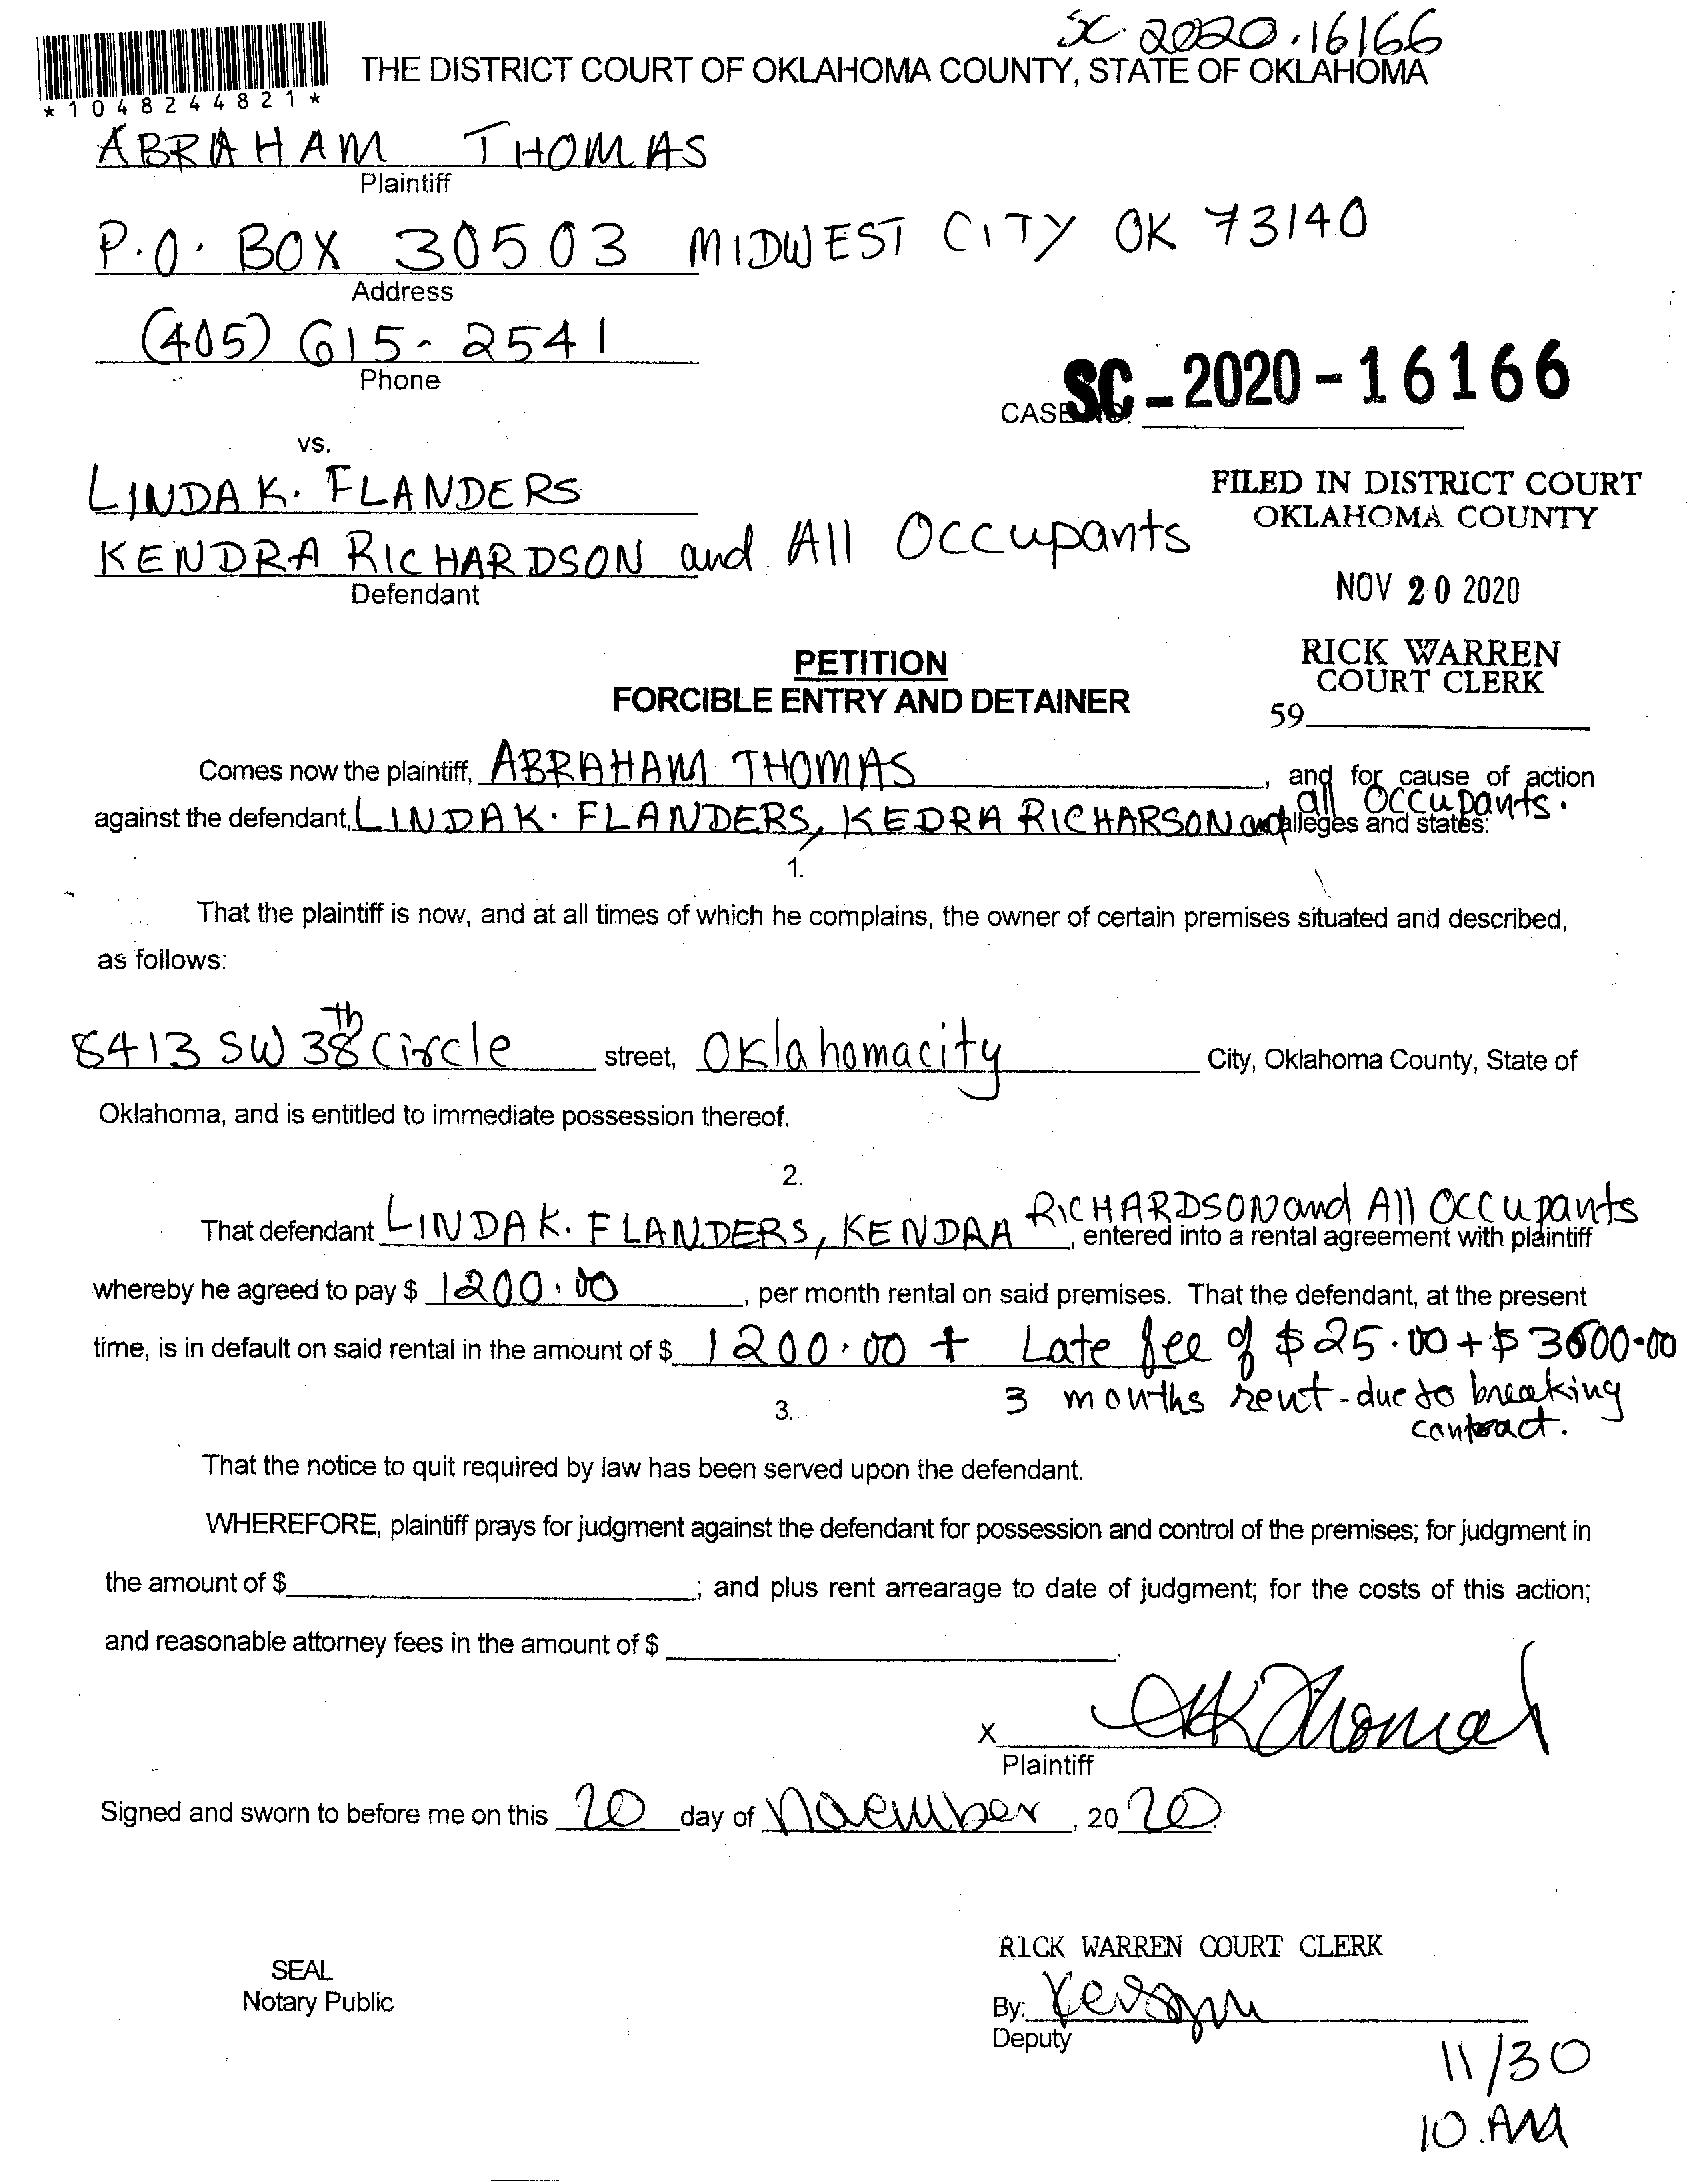 SC-2020-16166
THE DISTRICT COURT OF OKLAHOMA COUNTY, STATE OF OKLAHOMA
*1048244821*
ABRAHAM THOMAS
Plaintiff
P.O. BOX 30503 MIDWEST CITY OK 73140
Address
(405) 615-2541
Phone
CASE NO. SC-2020-16166
vs.
LINDA K. FLANDERS
KENDRA RICHARDSON and All Occupants
Defendant
FILED IN DISTRICT COURT
OKLAHOMA COUNTY
NOV 20 2020
RICK WARREN
COURT CLERK
59
PETITION
FORCIBLE ENTRY AND DETAINER
Comes now the plaintiff, ABRAHAM THOMAS, and for cause of action
against the defendant, LINDA K. FLANDERS, KEDRA RICHARSON and all Occupants. alleges and states:
1.
That the plaintiff is now, and at all times of which he complains, the owner of certain premises situated and described,
as follows:
8413 SW 38th Circle street, Oklahomacity City, Oklahoma County, State of
Oklahoma, and is entitled to immediate possession thereof.
2.
That defendant LINDA K. FLANDERS, KENDRA RICHARDSON and All Occupants, entered into a rental agreement with plaintiff
whereby he agreed to pay $ 1200.00, per month rental on said premises. That the defendant, at the present
time, is in default on said rental in the amount of $ 1200.00 + Late fee of $25.00 + $3600.00
3 months rent - due to breaking
contract.
3.
That the notice to quit required by law has been served upon the defendant.
WHEREFORE, plaintiff prays for judgment against the defendant for possession and control of the premises; for judgment in
the amount of $ ; and plus rent arrearage to date of judgment; for the costs of this action;
and reasonable attorney fees in the amount of $ .
X AK Thomas
Plaintiff
Signed and sworn to before me on this 20 day of November, 2020.
RICK WARREN COURT CLERK
SEAL
Notary Public
By:
Deputy
11/30
10 AM